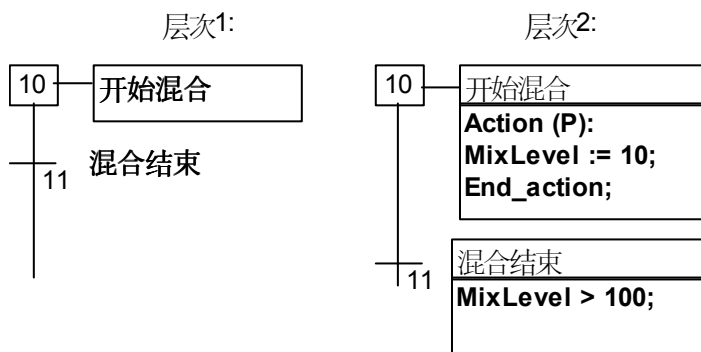 层次1:
10
开始混合
混合结束
11
层次2:
10
开始混合
Action (P):
MixLevel := 10;
End_action;
混合结束
11
MixLevel > 100;